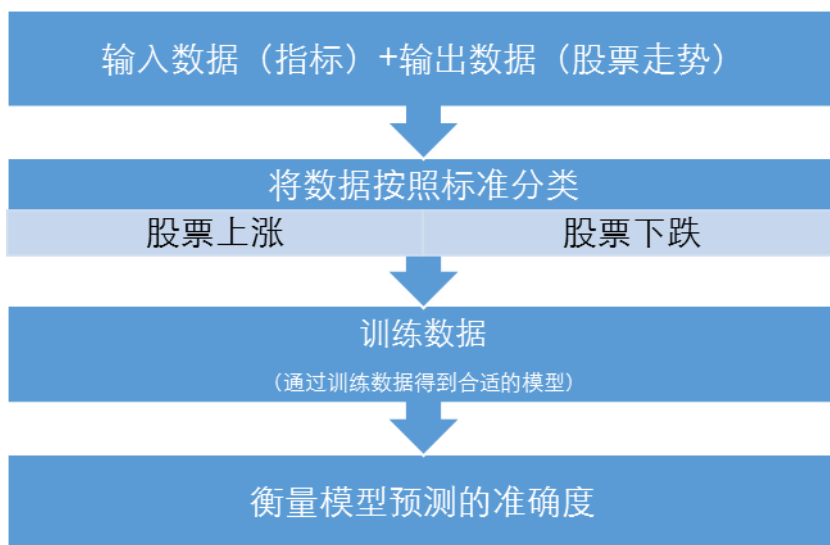 输入数据（指标）+输出数据（股票走势）
将数据按照标准分类
股票上涨
股票下跌
训练数据
（通过训练数据得到合适的模型）
衡量模型预测的准确度